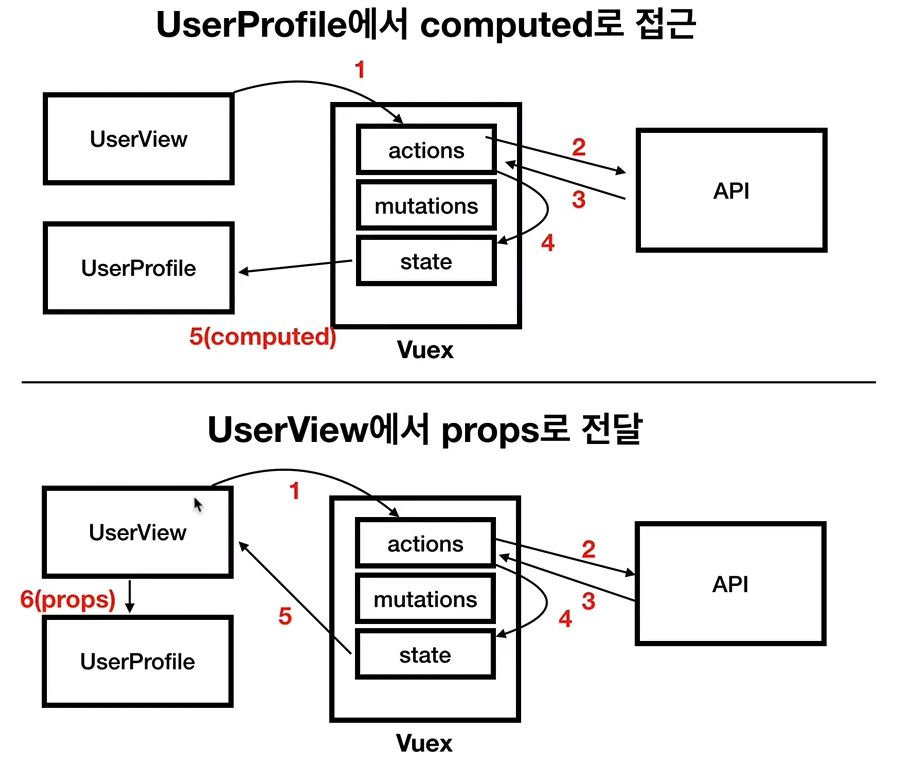 UserProfile에서 computed로 접근
1
UserView
actions
2
API
mutations
3
4
UserProfile
state
5(computed)
Vuex
UserView에서 props로 전달
1
UserView
actions
2
API
6(props)
5
mutations
3
4
UserProfile
state
Vuex